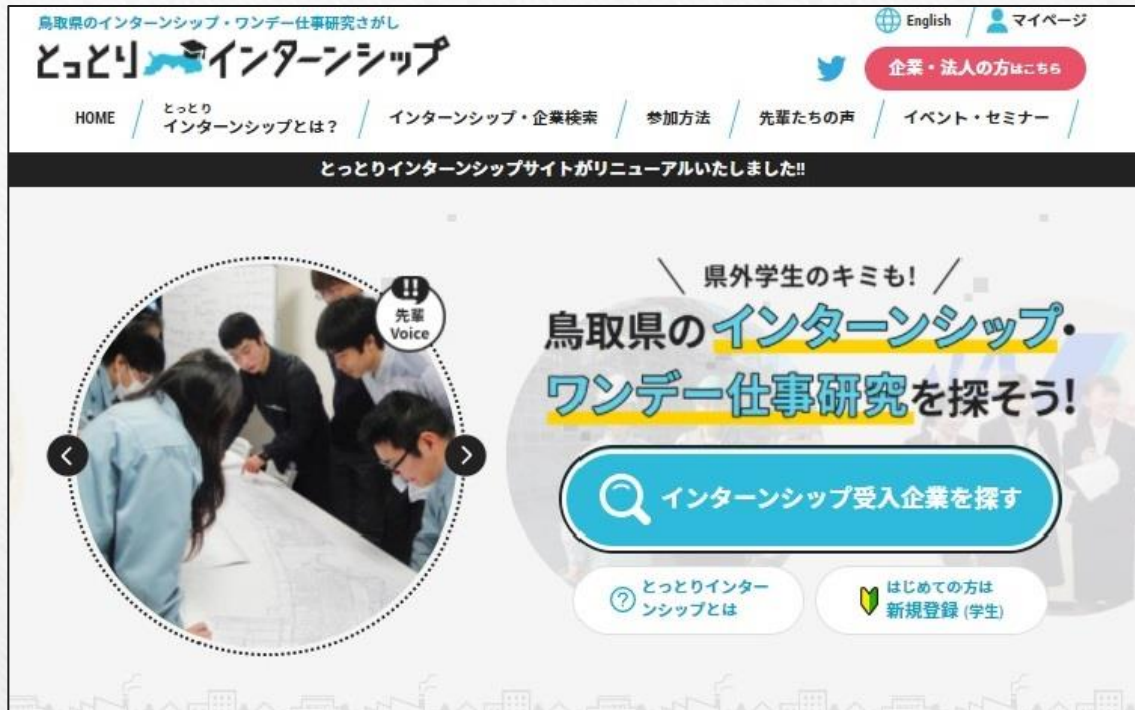 鳥取県のインターンシップ・ワンデー仕事研究さがし
とっとりインターンシップ
English
マイページ
企業・法人の方はこちら
HOME
とっとり
インターンシップとは？
インターンシップ・企業検索
参加方法
先輩たちの声
イベント・セミナー
とっとりインターンシップサイトがリニューアルいたしました!!
!!
先輩
Voice
県外学生のキミも!
鳥取県のインターンシップ・
ワンデー仕事研究を探そう!
インターンシップ受入企業を探す
とっとりインター
ンシップとは
はじめての方は
新規登録 (学生)